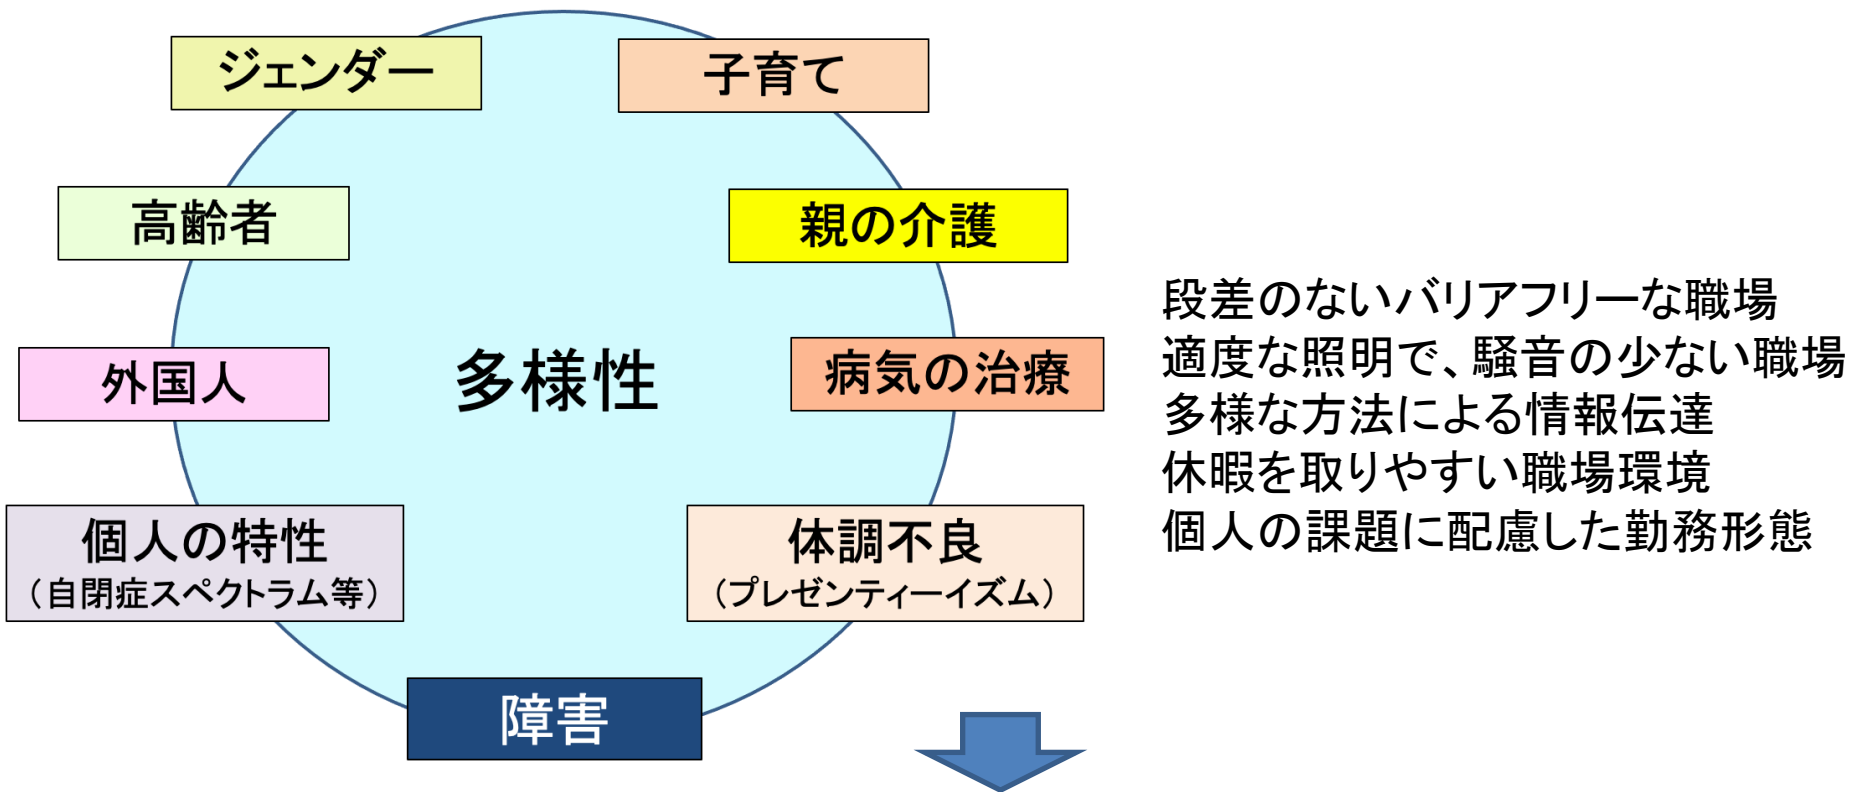 ジェンダー
子育て
高齢者
親の介護
外国人
多様性
病気の治療
個人の特性
（自閉症スペクトラム等）
体調不良
（プレゼンティーイズム）
障害
段差のないバリアフリーな職場
適度な照明で、騒音の少ない職場
多様な方法による情報伝達
休暇を取りやすい職場環境
個人の課題に配慮した勤務形態